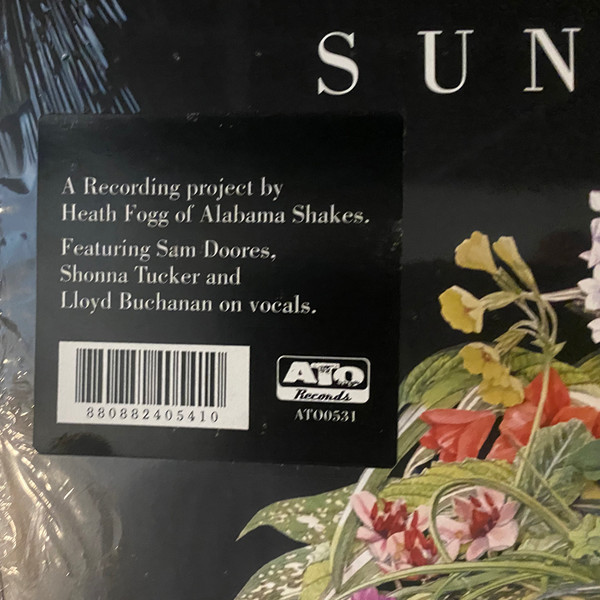 SUN
A Recording project by
Heath Fogg of Alabama Shakes.
Featuring Sam Doores,
Shonna Tucker and
Lloyd Buchanan on vocals.
880882405410
ATO
Records
ATO0531